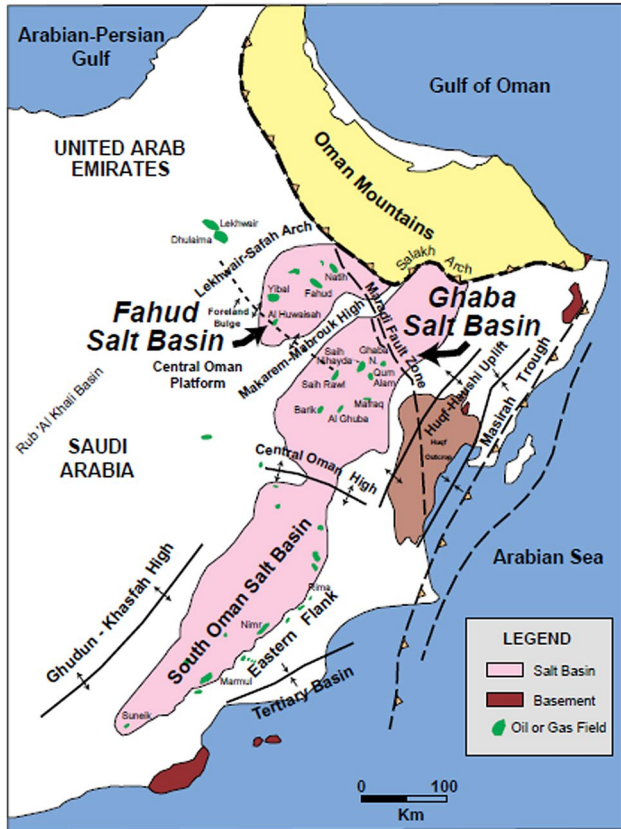 Arabian-Persian
Gulf
Gulf of Oman
UNITED ARAB
EMIRATES
Oman Mountains
Lekhwair
Dhulaima
Lekhwair-Safah Arch
Salakh Arch
Natih
Yibal
Fahud
Foreland
Bulge
Al Huwaisah
Maradi Fault Zone
Fahud
Salt Basin
Ghaba
Salt Basin
Central Oman
Platform
Makarem-Mabrouk High
Saih
Nihayda
Ghaba
N.
Qurn
Alam
Saih Rawl
Mafraq
Barik
Al Ghuba
Huqf-Haushi Uplift
Masirah Trough
Huqf
Outcrop
Rub 'Al Khali Basin
SAUDI
ARABIA
Central Oman High
Arabian Sea
South Oman Salt Basin
Ghudun - Khasfah High
Rima
Nimr
Eastern Flank
Marmul
Tertiary Basin
Suneik
LEGEND
Salt Basin
Basement
Oil or Gas Field
0 100
Km